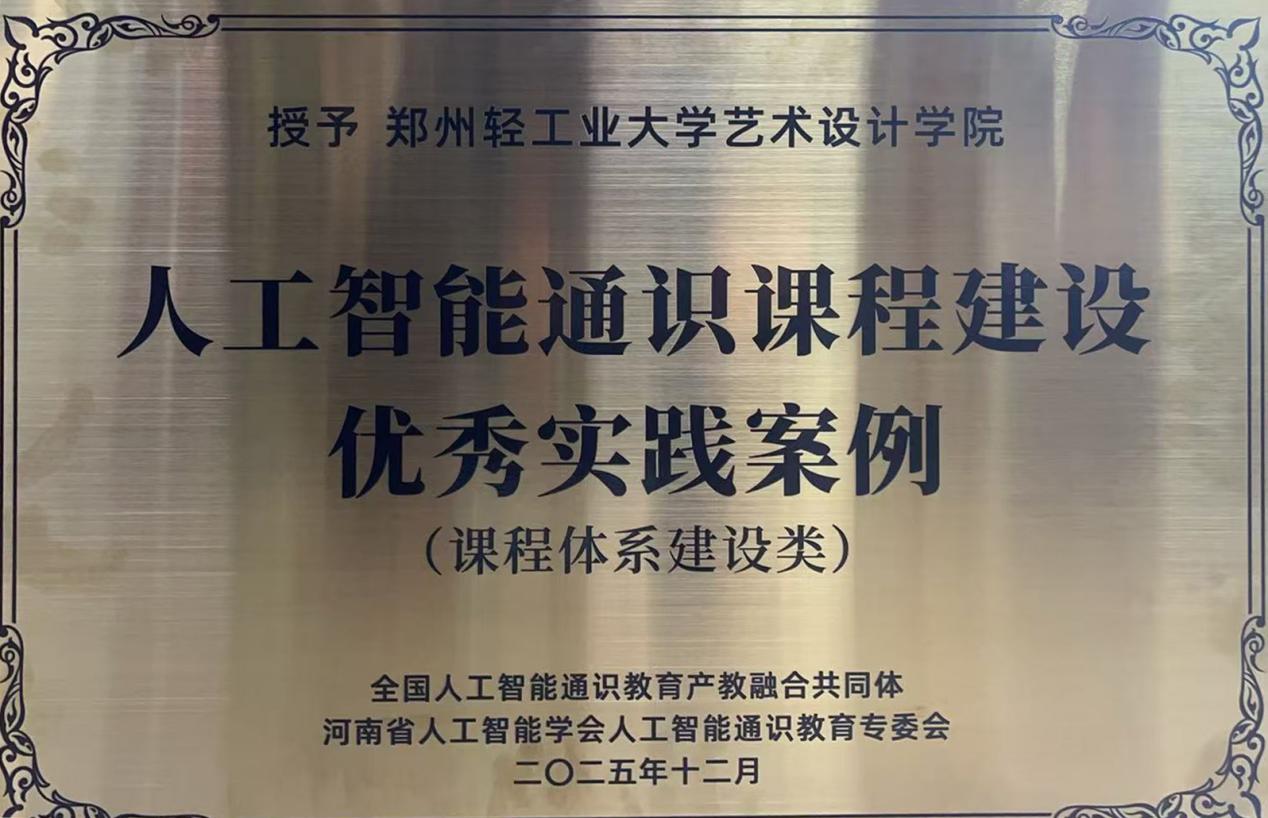 授予 郑州轻工业大学艺术设计学院
人工智能通识课程建设
优秀实践案例
（课程体系建设类）
全国人工智能通识教育产教融合共同体
河南省人工智能学会人工智能通识教育专委会
二〇二五年十二月